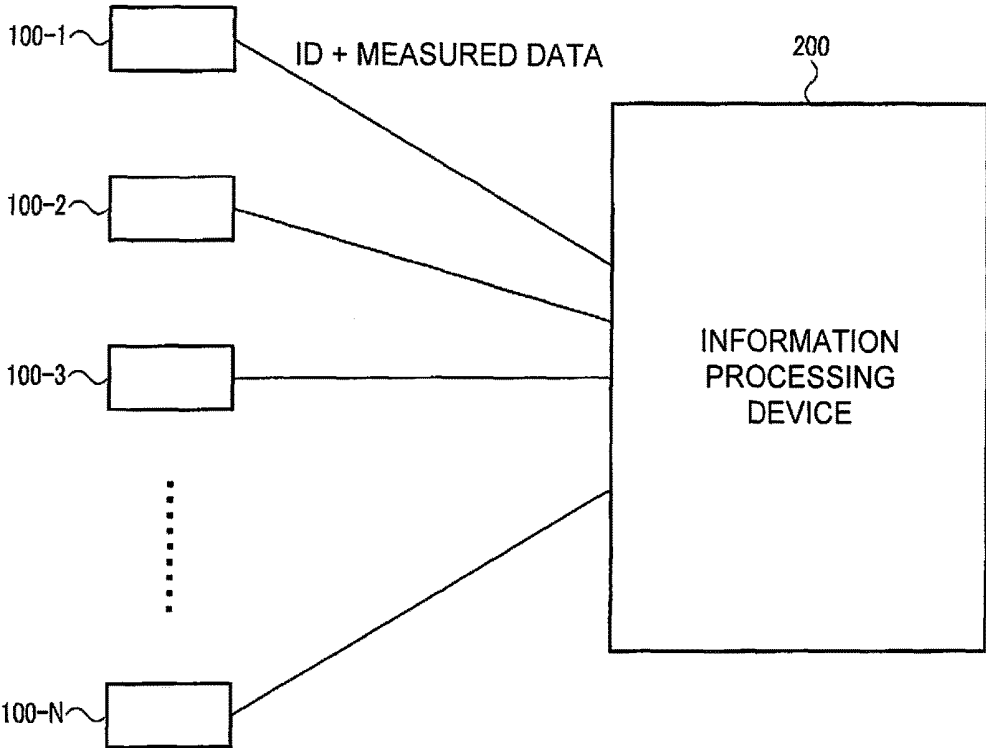 100-1
ID + MEASURED DATA
200
100-2
100-3
INFORMATION
PROCESSING
DEVICE
100-N